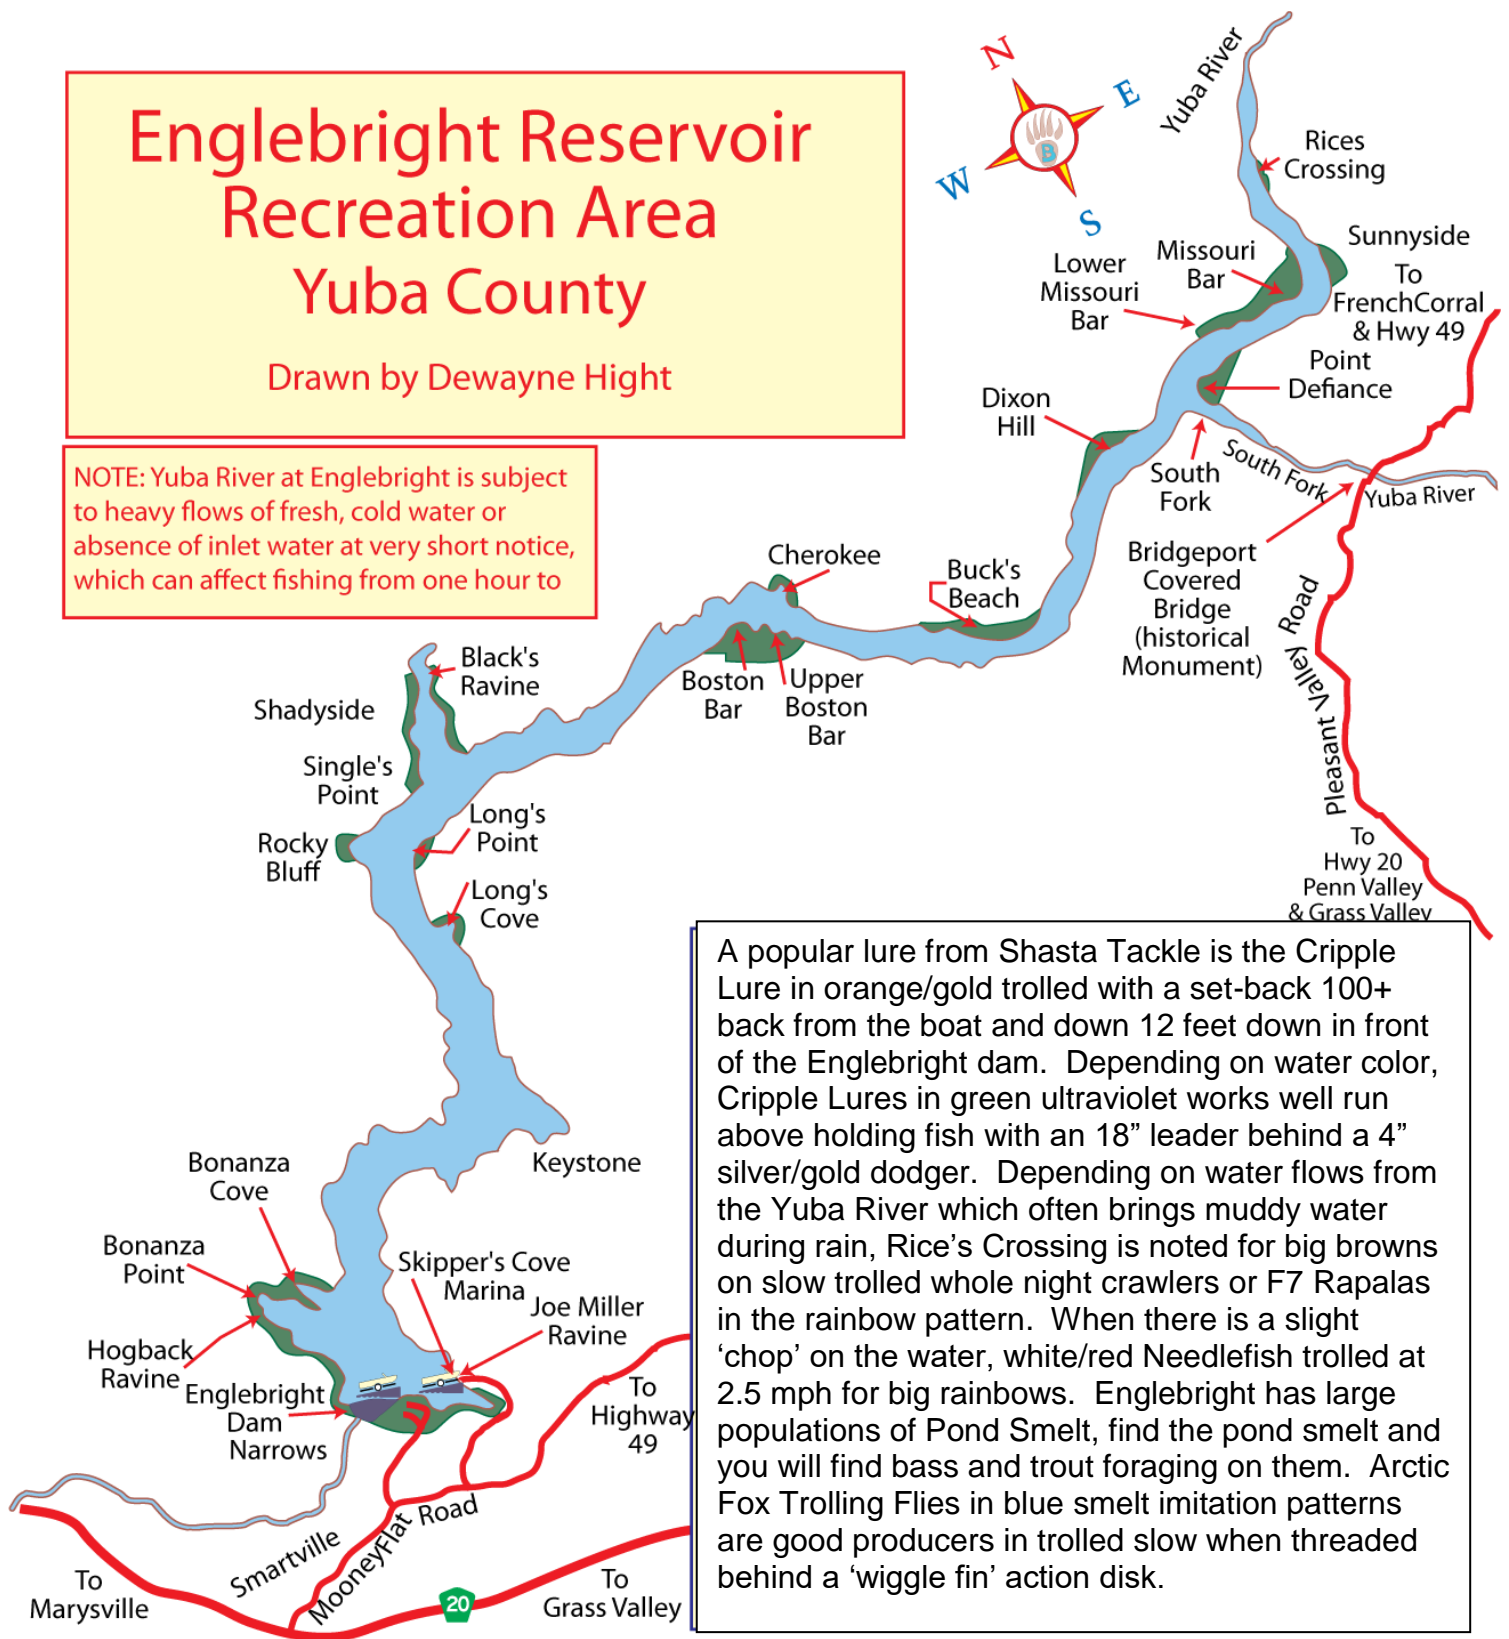 Englebright Reservoir
Recreation Area
Yuba County
Drawn by Dewayne Hight
NOTE: Yuba River at Englebright is subject
to heavy flows of fresh, cold water or
absence of inlet water at very short notice,
which can affect fishing from one hour to
N
E
W
S
B
Yuba River
Rices
Crossing
Sunnyside
Missouri
Bar
Lower
Missouri
Bar
To
FrenchCorral
& Hwy 49
Point
Defiance
Dixon
Hill
South
Fork
South Fork
Yuba River
Bridgeport
Covered
Bridge
(historical
Monument)
Pleasant Valley Road
To
Hwy 20
Penn Valley
& Grass Valley
Cherokee
Buck's
Beach
Boston
Bar
Upper
Boston
Bar
Black's
Ravine
Shadyside
Single's
Point
Long's
Point
Rocky
Bluff
Long's
Cove
Keystone
Bonanza
Cove
Bonanza
Point
Skipper's Cove
Marina
Joe Miller
Ravine
Hogback
Ravine
Englebright
Dam
Narrows
To
Highway
49
Smartville
MooneyFlat Road
To
Marysville
20
To
Grass Valley
A popular lure from Shasta Tackle is the Cripple
Lure in orange/gold trolled with a set-back 100+
back from the boat and down 12 feet down in front
of the Englebright dam.  Depending on water color,
Cripple Lures in green ultraviolet works well run
above holding fish with an 18” leader behind a 4”
silver/gold dodger.  Depending on water flows from
the Yuba River which often brings muddy water
during rain, Rice’s Crossing is noted for big browns
on slow trolled whole night crawlers or F7 Rapalas
in the rainbow pattern.  When there is a slight
‘chop’ on the water, white/red Needlefish trolled at
2.5 mph for big rainbows.  Englebright has large
populations of Pond Smelt, find the pond smelt and
you will find bass and trout foraging on them.  Arctic
Fox Trolling Flies in blue smelt imitation patterns
are good producers in trolled slow when threaded
behind a ‘wiggle fin’ action disk.